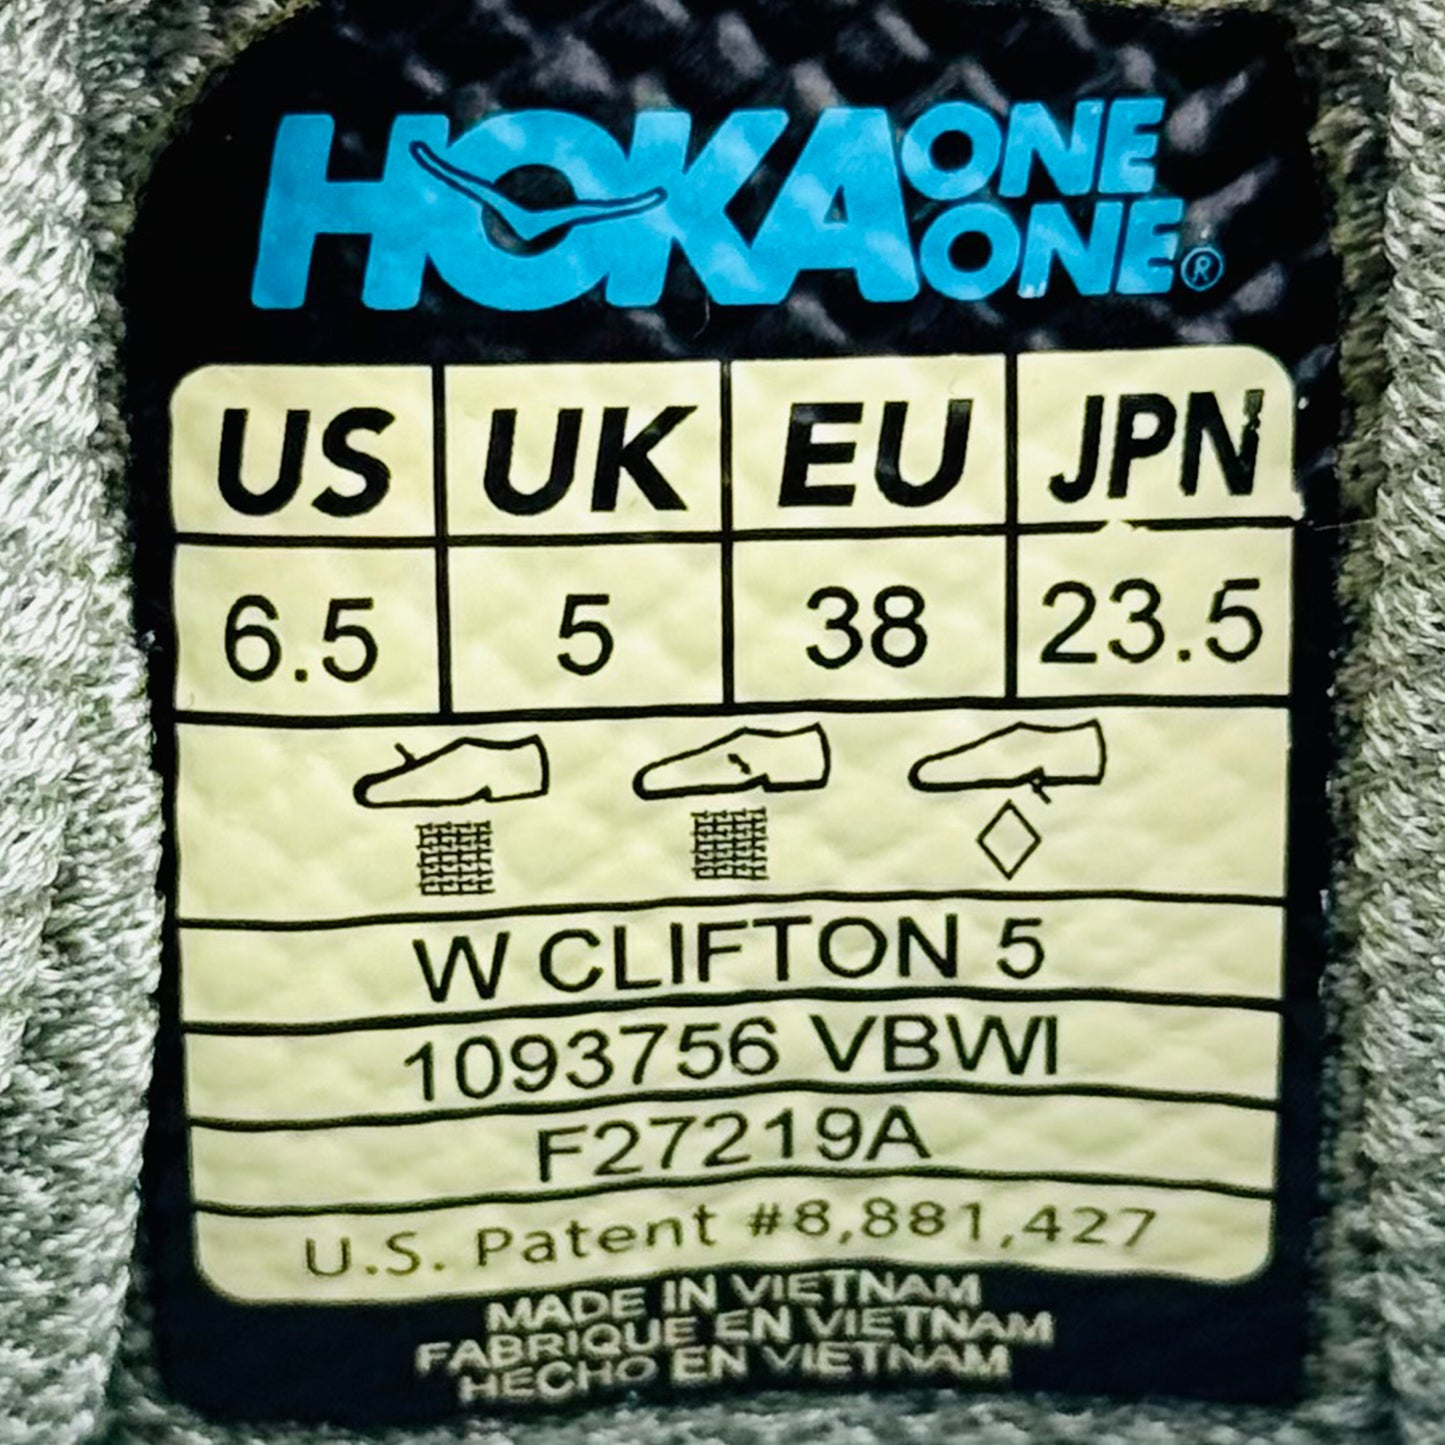 HOKA ONE ONE®
US UK EU JPN
6.5 5 38 23.5
W CLIFTON 5
1093756 VBWI
F27219A
U.S. Patent #8,881,427
MADE IN VIETNAM
FABRIQUE EN VIETNAM
HECHO EN VIETNAM